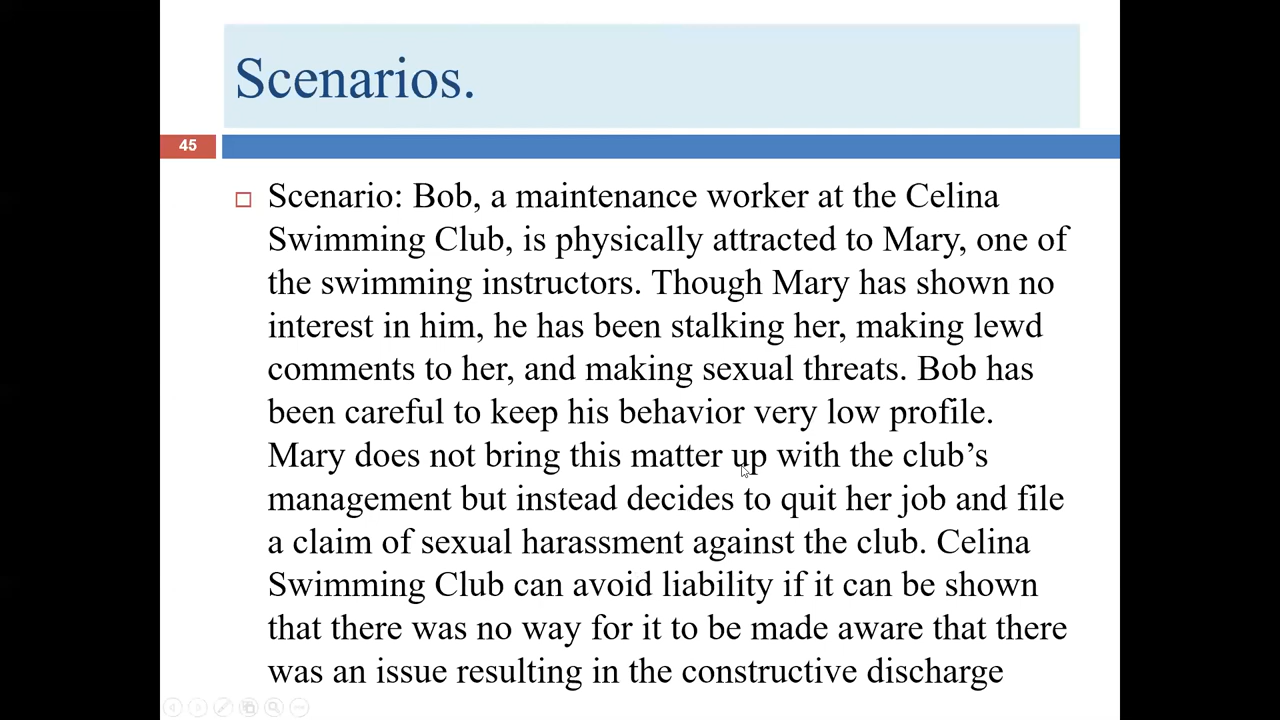 Scenarios.
45
Scenario: Bob, a maintenance worker at the Celina
Swimming Club, is physically attracted to Mary, one of
the swimming instructors. Though Mary has shown no
interest in him, he has been stalking her, making lewd
comments to her, and making sexual threats. Bob has
been careful to keep his behavior very low profile.
Mary does not bring this matter up with the club’s
management but instead decides to quit her job and file
a claim of sexual harassment against the club. Celina
Swimming Club can avoid liability if it can be shown
that there was no way for it to be made aware that there
was an issue resulting in the constructive discharge